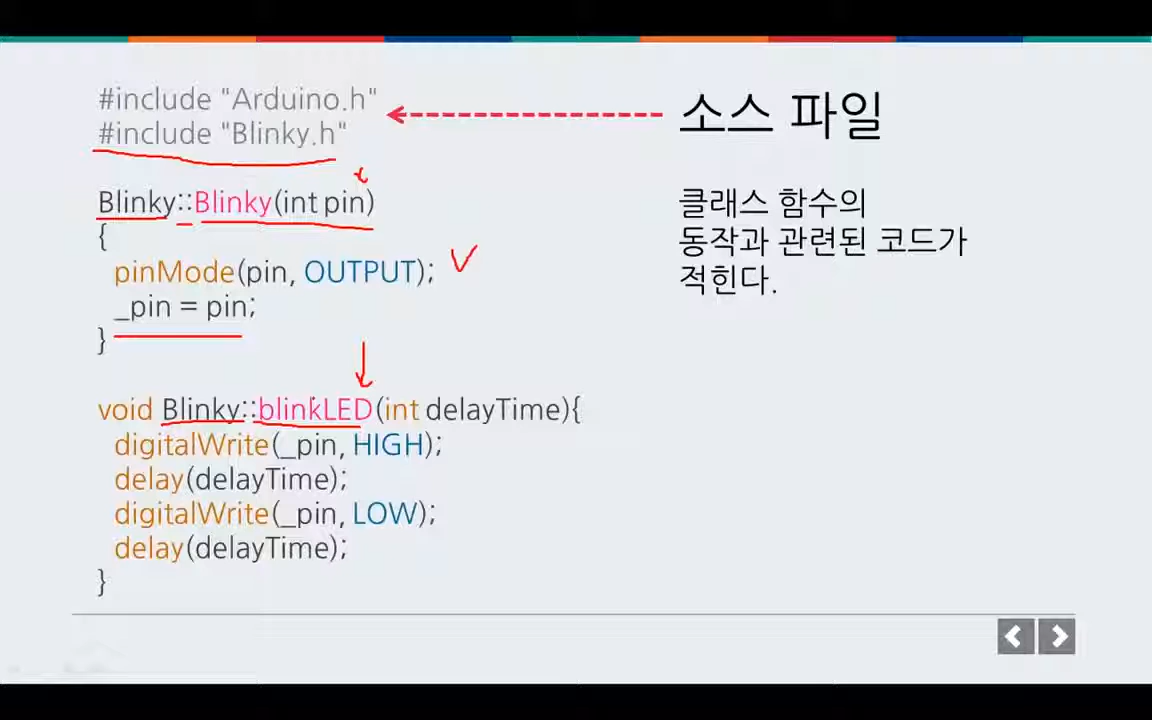 #include "Arduino.h"
#include "Blinky.h"
Blinky::Blinky(int pin)
{
pinMode(pin, OUTPUT);
_pin = pin;
}
void Blinky::blinkLED(int delayTime){
digitalWrite(_pin, HIGH);
delay(delayTime);
digitalWrite(_pin, LOW);
delay(delayTime);
}
소스 파일
클래스 함수의
동작과 관련된 코드가
적힌다.